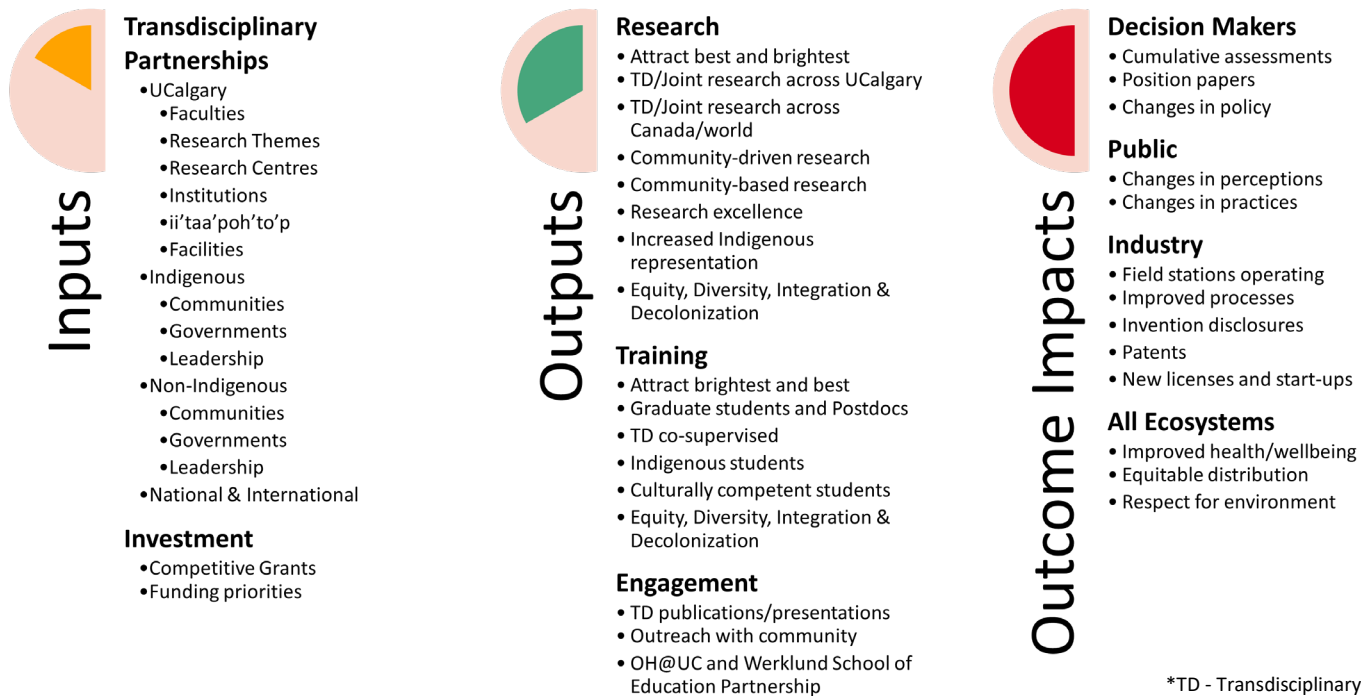 Inputs
Transdisciplinary
Partnerships
•UCalgary
•Faculties
•Research Themes
•Research Centres
•Institutions
•ii’taa’poh’to’p
•Facilities
•Indigenous
•Communities
•Governments
•Leadership
•Non-Indigenous
•Communities
•Governments
•Leadership
•National & International
Investment
•Competitive Grants
•Funding priorities
Outputs
Research
• Attract best and brightest
• TD/Joint research across UCalgary
• TD/Joint research across
Canada/world
• Community-driven research
• Community-based research
• Research excellence
• Increased Indigenous
representation
• Equity, Diversity, Integration &
Decolonization
Training
• Attract brightest and best
• Graduate students and Postdocs
• TD co-supervised
• Indigenous students
• Culturally competent students
• Equity, Diversity, Integration &
Decolonization
Engagement
• TD publications/presentations
• Outreach with community
• OH@UC and Werklund School of
Education Partnership
Outcome Impacts
Decision Makers
• Cumulative assessments
• Position papers
• Changes in policy
Public
• Changes in perceptions
• Changes in practices
Industry
• Field stations operating
• Improved processes
• Invention disclosures
• Patents
• New licenses and start-ups
All Ecosystems
• Improved health/wellbeing
• Equitable distribution
• Respect for environment
*TD - Transdisciplinary